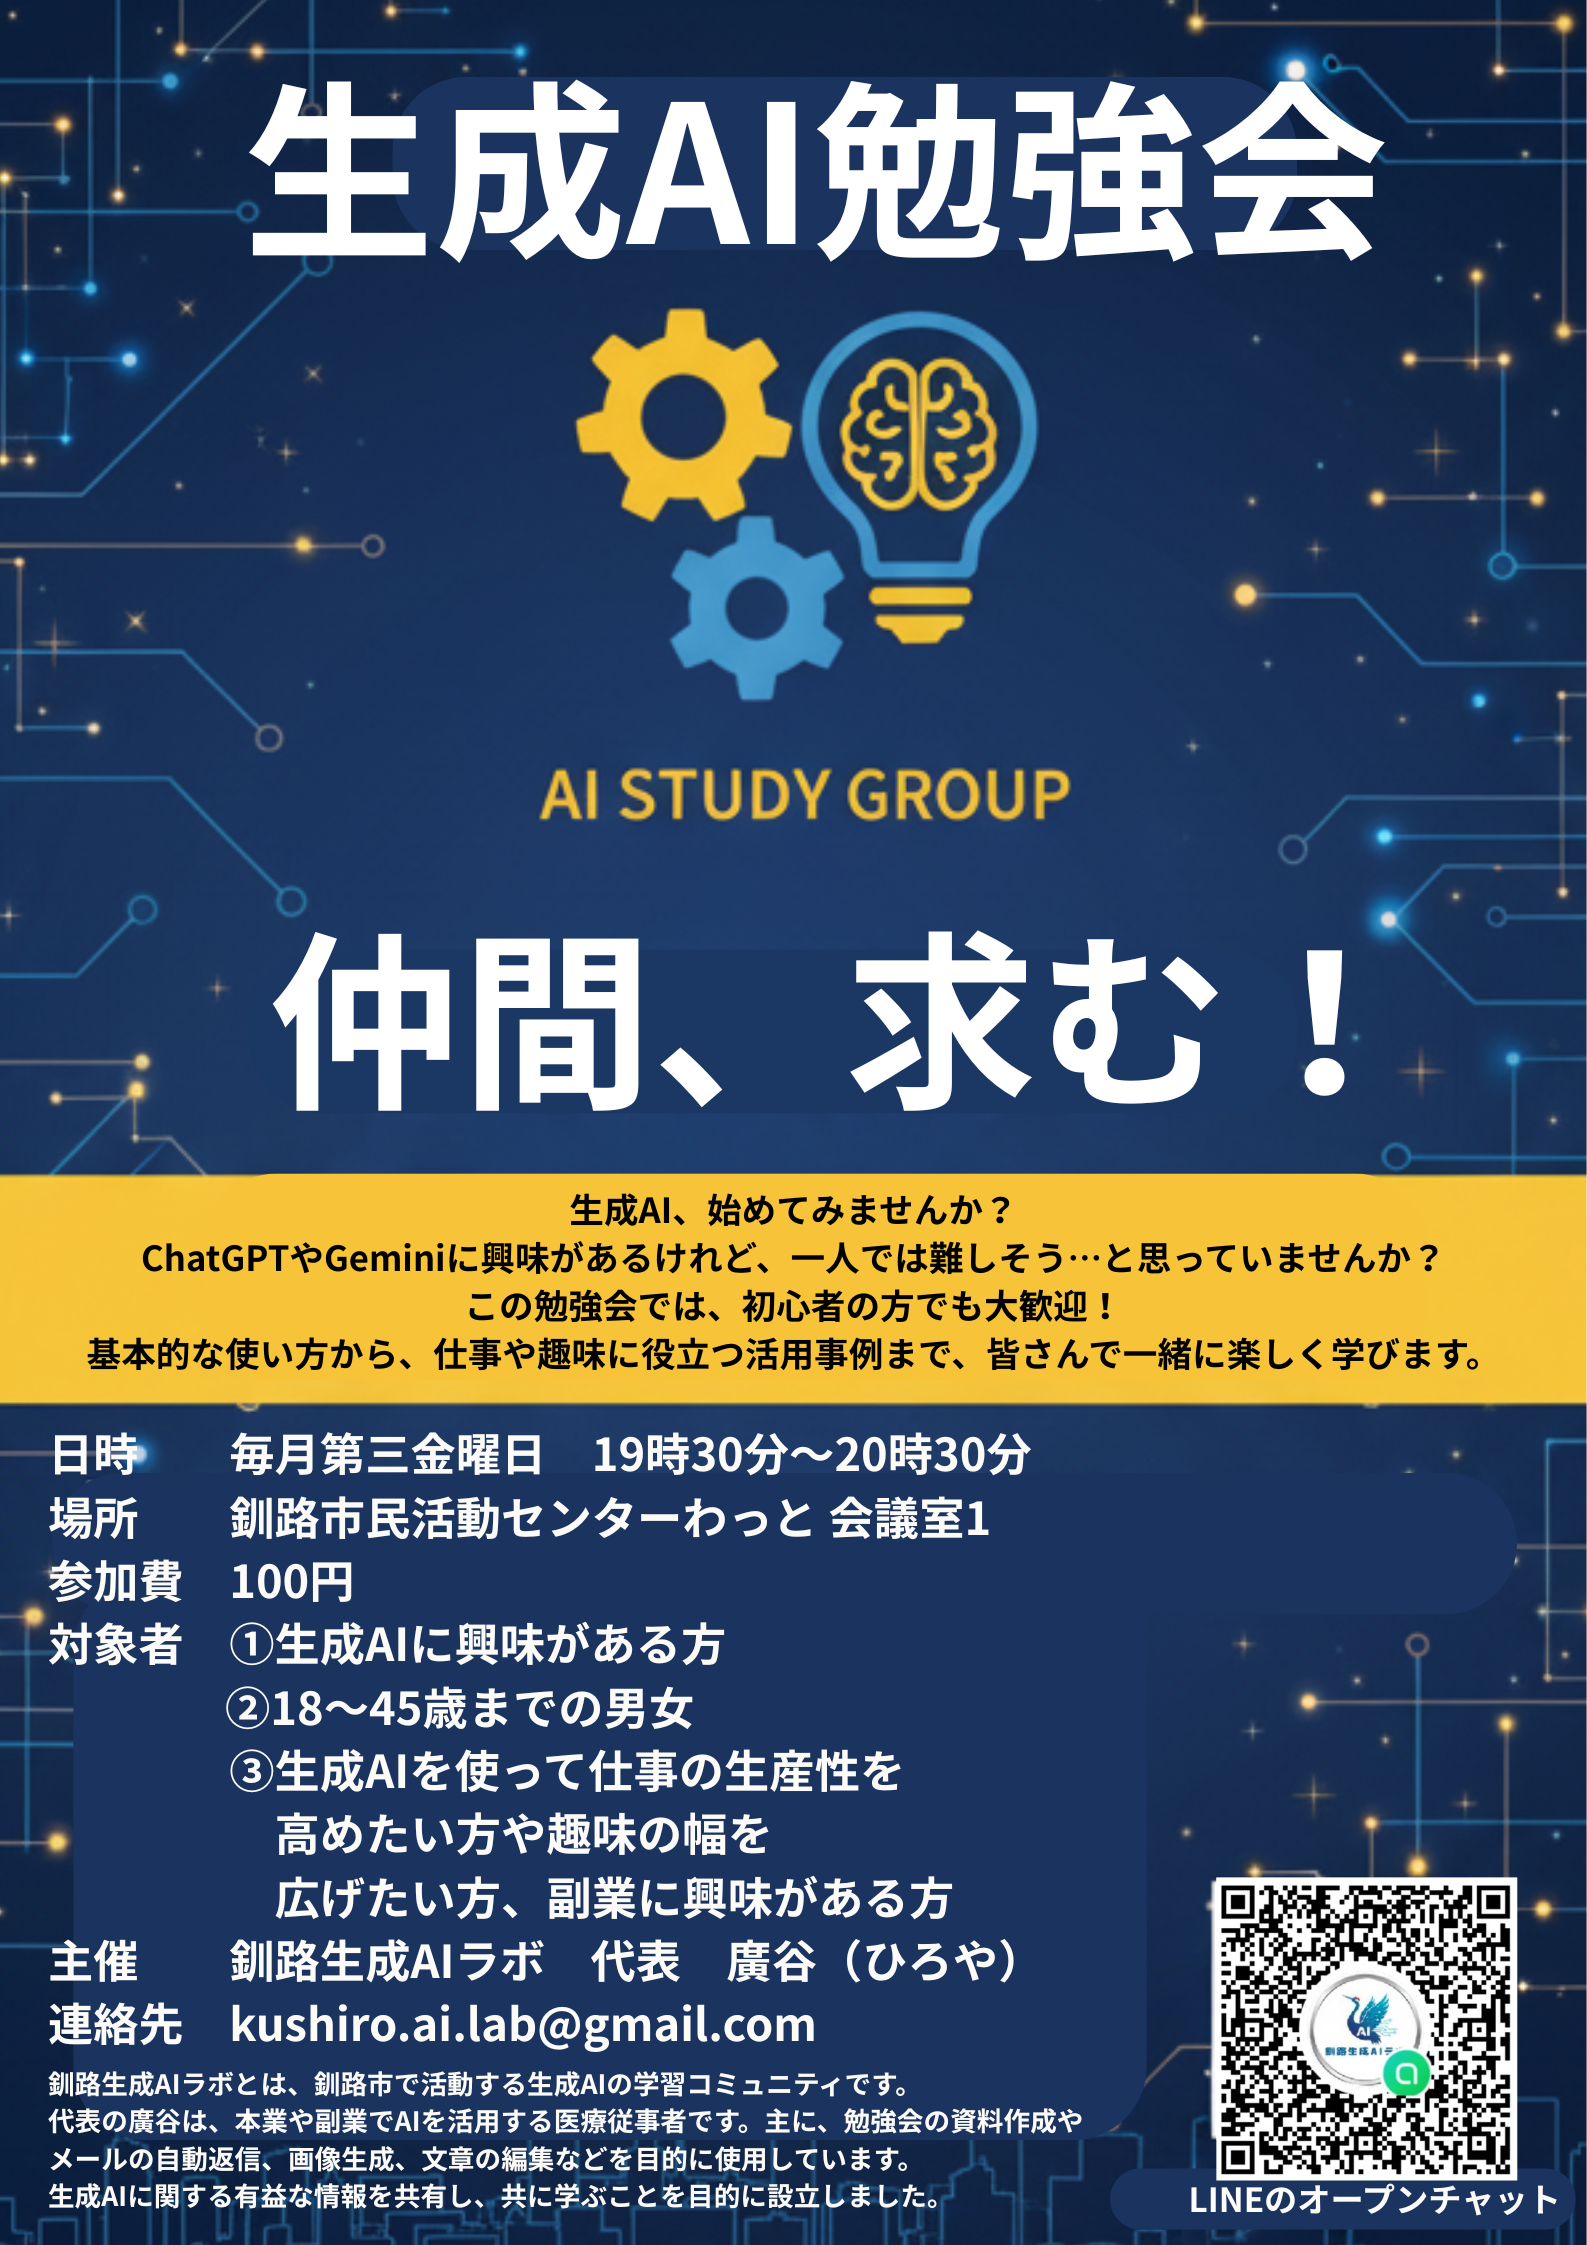 生成AI勉強会
AI STUDY GROUP
仲間、求む！
生成AI、始めてみませんか？
ChatGPTやGeminiに興味があるけれど、一人では難しそう…と思っていませんか？
この勉強会では、初心者の方でも大歓迎！
基本的な使い方から、仕事や趣味に役立つ活用事例まで、皆さんで一緒に楽しく学びます。
日時　毎月第三金曜日　19時30分～20時30分
場所　釧路市民活動センターわっと 会議室1
参加費　100円
対象者　①生成AIに興味がある方
②18～45歳までの男女
③生成AIを使って仕事の生産性を
高めたい方や趣味の幅を
広げたい方、副業に興味がある方
主催　釧路生成AIラボ　代表　廣谷（ひろや）
連絡先　kushiro.ai.lab@gmail.com
釧路生成AIラボとは、釧路市で活動する生成AIの学習コミュニティです。
代表の廣谷は、本業や副業でAIを活用する医療従事者です。主に、勉強会の資料作成や
メールの自動返信、画像生成、文章の編集などを目的に使用しています。
生成AIに関する有益な情報を共有し、共に学ぶことを目的に設立しました。
AI
釧路生成AIラ
LINEのオープンチャット